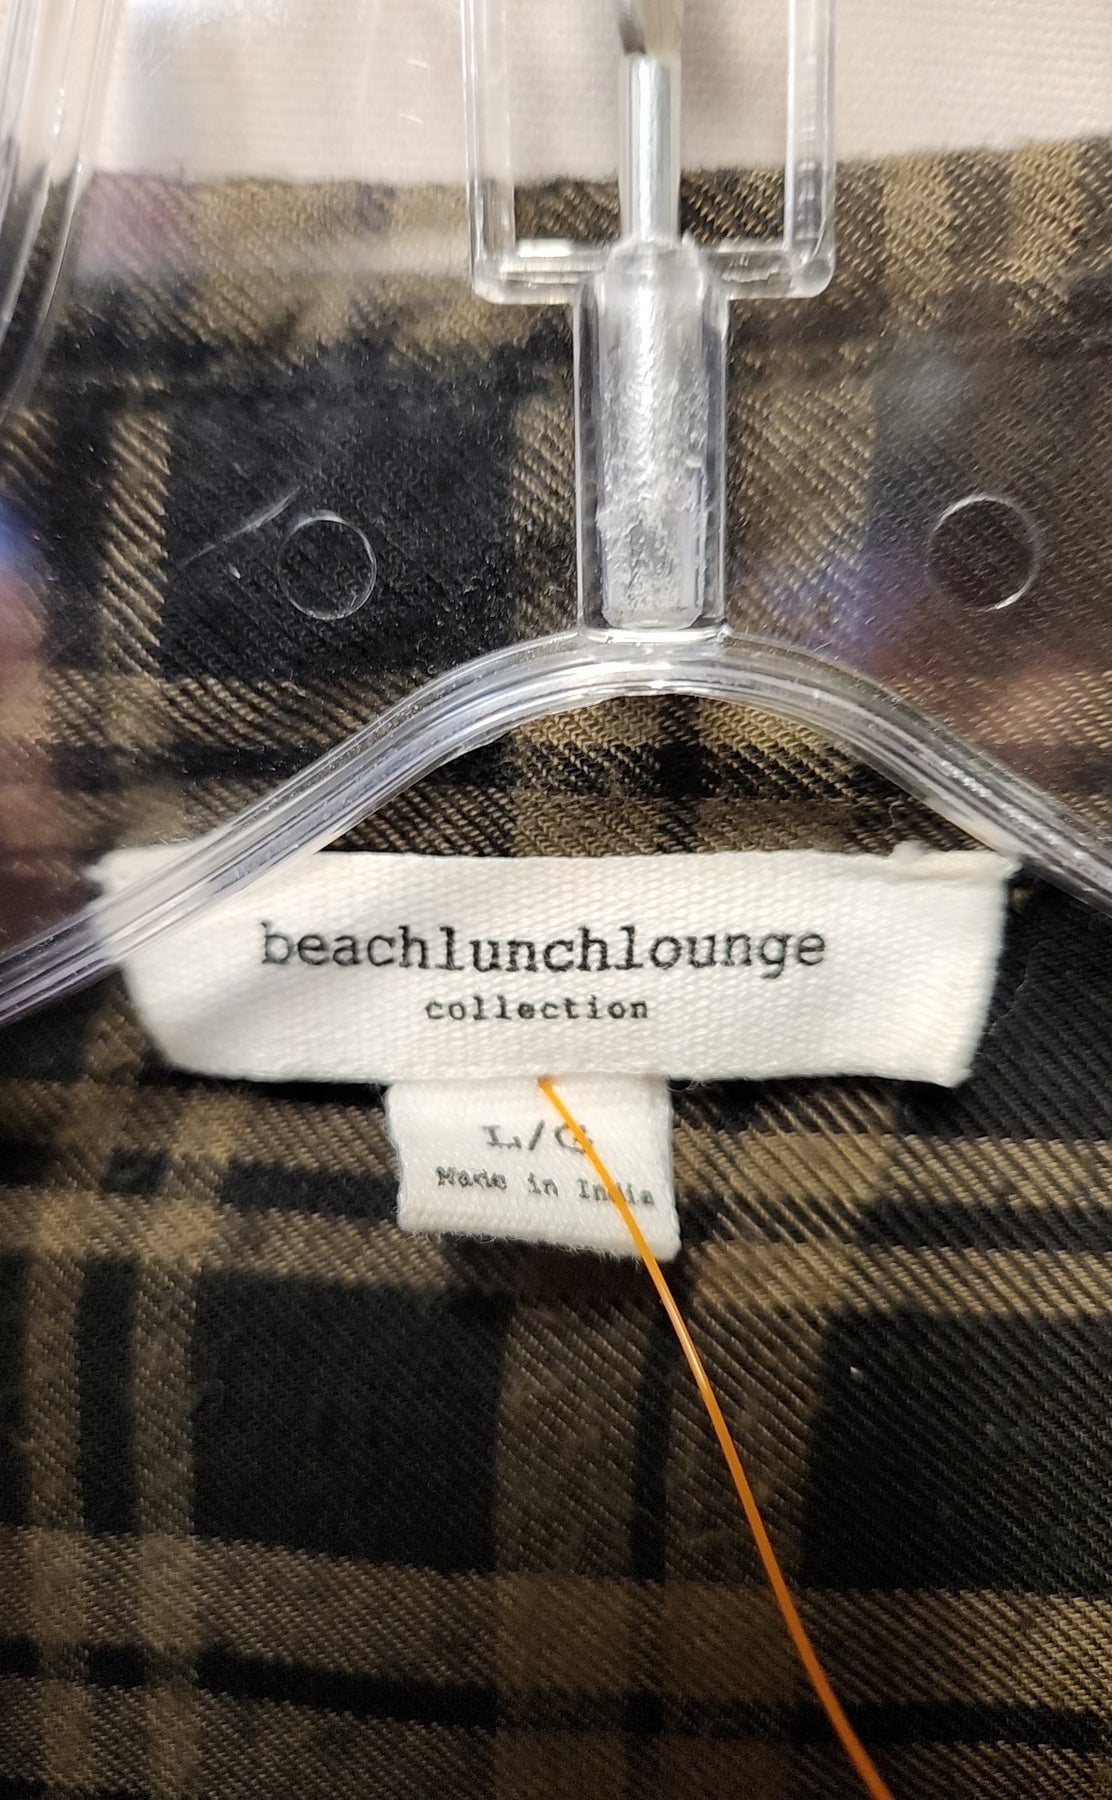 beachlunchlounge
collection
L/G
Made in India